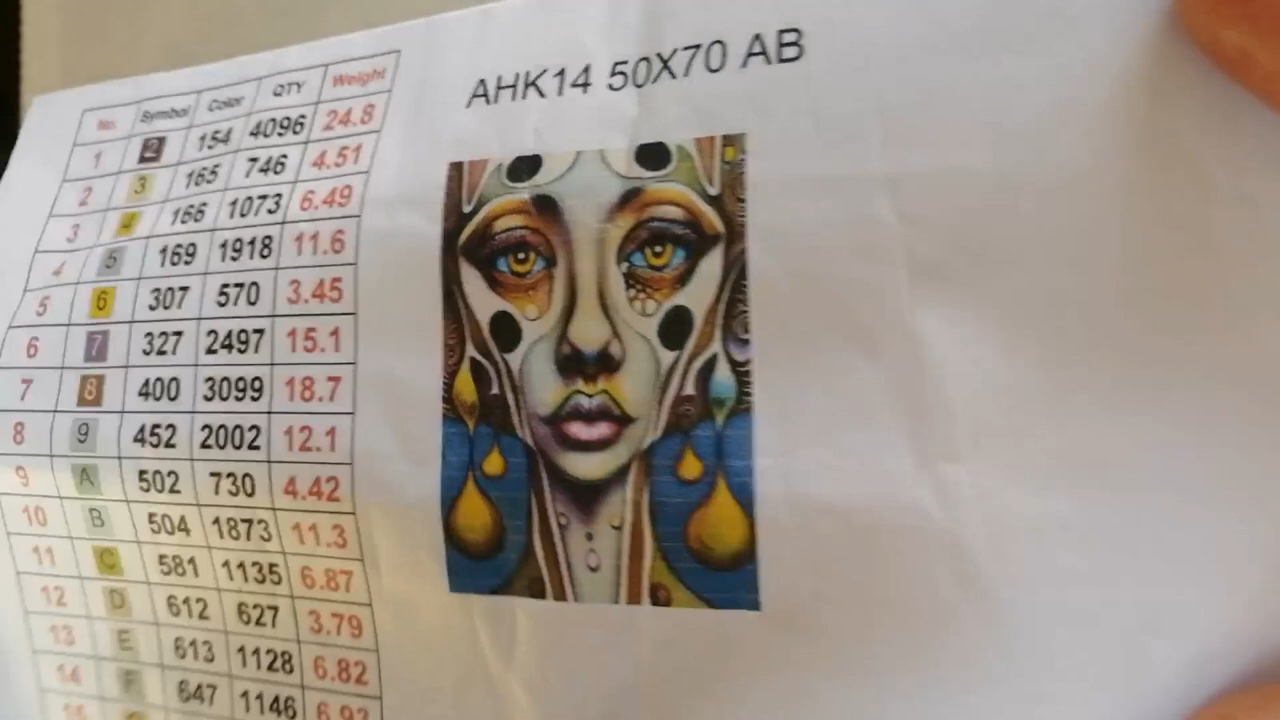 AHK14 50X70 AB
No. Symbol Color QTY Weight
1 2 154 4096 24.8
2 3 165 746 4.51
3 4 166 1073 6.49
4 5 169 1918 11.6
5 6 307 570 3.45
6 7 327 2497 15.1
7 8 400 3099 18.7
8 9 452 2002 12.1
9 A 502 730 4.42
10 B 504 1873 11.3
11 C 581 1135 6.87
12 D 612 627 3.79
13 E 613 1128 6.82
14 F 647 1146 6.92
15